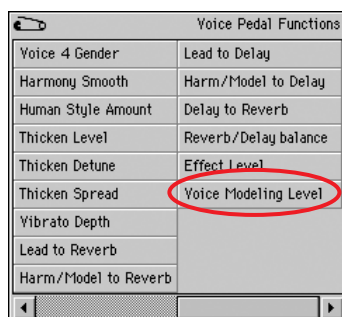 Voice Pedal Functions
Voice 4 Gender
Harmony Smooth
Human Style Amount
Thicken Level
Thicken Detune
Thicken Spread
Vibrato Depth
Lead to Reverb
Harm/Model to Reverb
Lead to Delay
Harm/Model to Delay
Delay to Reverb
Reverb/Delay balance
Effect Level
Voice Modeling Level